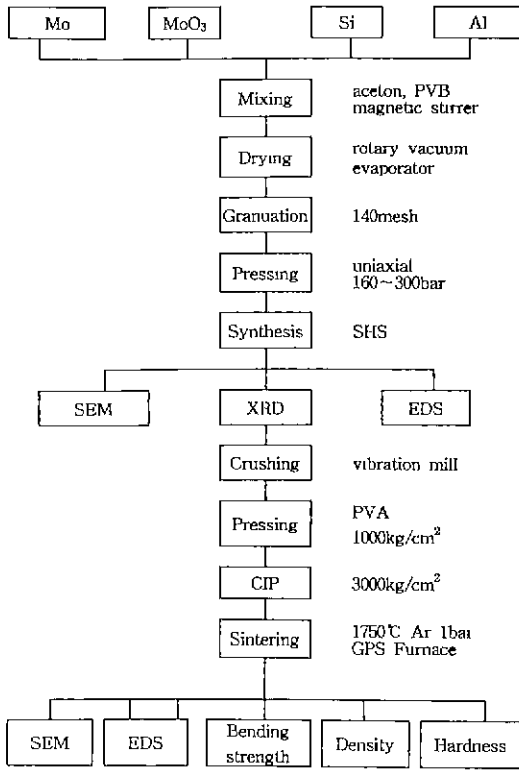 Mo MoO₃ Si Al
Mixing aceton, PVB
magnetic stirrer
Drying rotary vacuum
evaporator
Granuation 140mesh
Pressing uniaxial
160~300bar
Synthesis SHS
SEM XRD EDS
Crushing vibration mill
Pressing PVA
1000kg/cm²
CIP 3000kg/cm²
Sintering 1750℃ Ar 1bar
GPS Furnace
SEM EDS Bending strength Density Hardness